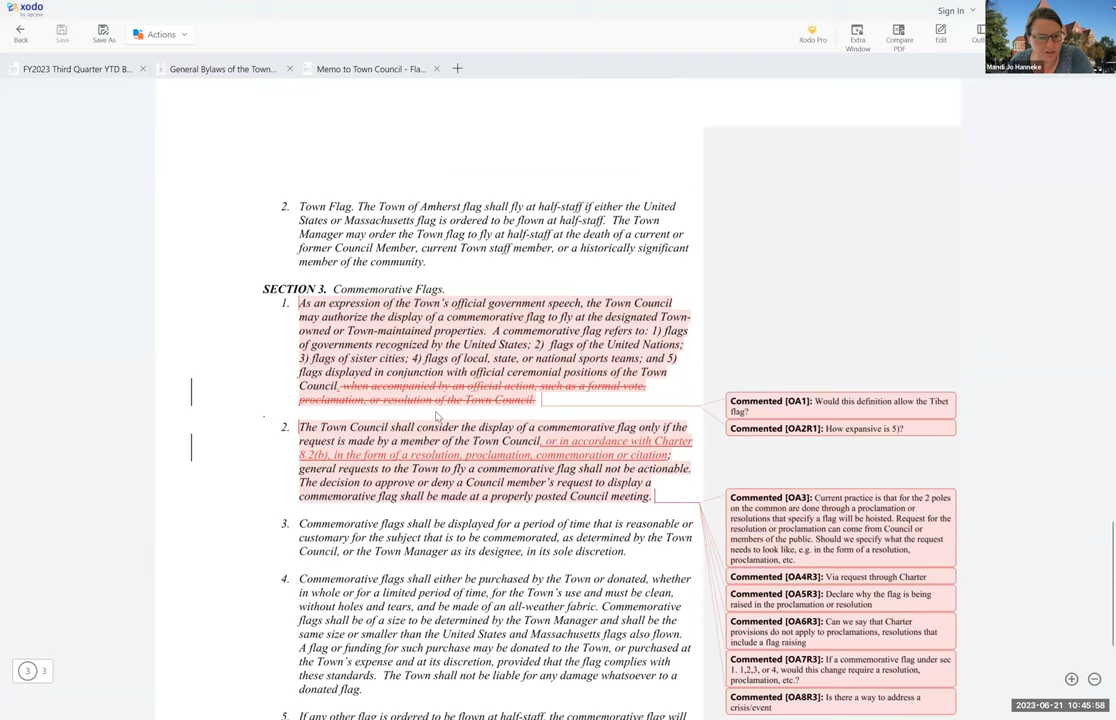 xodo
by apryse
Sign In
Back
Save
Save As
Actions
Xodo Pro
Extra
Window
Compare
PDF
Edit
Mandi Jo Hanneke
FY2023 Third Quarter YTD B...
General Bylaws of the Town...
Memo to Town Council - Fla...
2. Town Flag. The Town of Amherst flag shall fly at half-staff if either the United
States or Massachusetts flag is ordered to be flown at half-staff. The Town
Manager may order the Town flag to fly at half-staff at the death of a current or
former Council Member, current Town staff member, or a historically significant
member of the community.
SECTION 3. Commemorative Flags.
1. As an expression of the Town's official government speech, the Town Council
may authorize the display of a commemorative flag to fly at the designated Town-
owned or Town-maintained properties. A commemorative flag refers to: 1) flags
of governments recognized by the United States; 2) flags of the United Nations;
3) flags of sister cities; 4) flags of local, state, or national sports teams; and 5)
flags displayed in conjunction with official ceremonial positions of the Town
Council. when accompanied by an official action, such as a formal vote,
proclamation, or resolution of the Town Council.
2. The Town Council shall consider the display of a commemorative flag only if the
request is made by a member of the Town Council, or in accordance with Charter
8.2(b), in the form of a resolution, proclamation, commemoration or citation;
general requests to the Town to fly a commemorative flag shall not be actionable.
The decision to approve or deny a Council member's request to display a
commemorative flag shall be made at a properly posted Council meeting.
3. Commemorative flags shall be displayed for a period of time that is reasonable or
customary for the subject that is to be commemorated, as determined by the Town
Council, or the Town Manager as its designee, in its sole discretion.
4. Commemorative flags shall either be purchased by the Town or donated, whether
in whole or for a limited period of time, for the Town's use and must be clean,
without holes and tears, and be made of an all-weather fabric. Commemorative
flags shall be of a size to be determined by the Town Manager and shall be the
same size or smaller than the United States and Massachusetts flags also flown.
A flag or funding for such purchase may be donated to the Town, or purchased at
the Town's expense and at its discretion, provided that the flag complies with
these standards. The Town shall not be liable for any damage whatsoever to a
donated flag.
5. If any other flag is ordered to be flown at half-staff, the commemorative flag will
Commented [OA1]: Would this definition allow the Tibet
flag?
Commented [OA2R1]: How expansive is 5)?
Commented [OA3]: Current practice is that for the 2 poles
on the common are done through a proclamation or
resolutions that specify a flag will be hoisted. Request for the
resolution or proclamation can come from Council or
members of the public. Should we specify what the request
needs to look like, e.g. in the form of a resolution,
proclamation, etc.
Commented [OA4R3]: Via request through Charter
Commented [OA5R3]: Declare why the flag is being
raised in the proclamation or resolution
Commented [OA6R3]: Can we say that Charter
provisions do not apply to proclamations, resolutions that
include a flag raising
Commented [OA7R3]: If a commemorative flag under sec
1. 1,2,3, or 4, would this change require a resolution,
proclamation, etc.?
Commented [OA8R3]: Is there a way to address a
crisis/event
3 3
2023-06-21 10:45:58